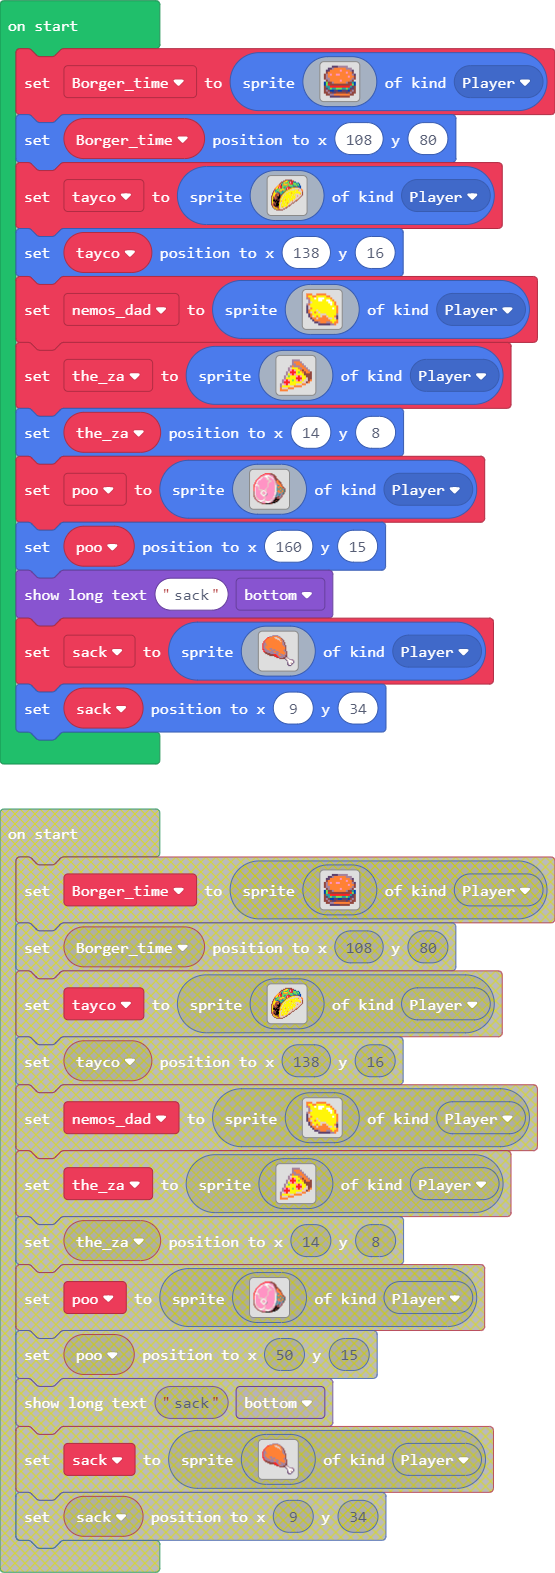 on start
set Borger_time to sprite of kind Player
set Borger_time position to x 108 y 80
set tayco to sprite of kind Player
set tayco position to x 138 y 16
set nemos_dad to sprite of kind Player
set the_za to sprite of kind Player
set the_za position to x 14 y 8
set poo to sprite of kind Player
set poo position to x 160 y 15
show long text "sack" bottom
set sack to sprite of kind Player
set sack position to x 9 y 34
on start
set Borger_time to sprite of kind Player
set Borger_time position to x 108 y 80
set tayco to sprite of kind Player
set tayco position to x 138 y 16
set nemos_dad to sprite of kind Player
set the_za to sprite of kind Player
set the_za position to x 14 y 8
set poo to sprite of kind Player
set poo position to x 50 y 15
show long text "sack" bottom
set sack to sprite of kind Player
set sack position to x 9 y 34